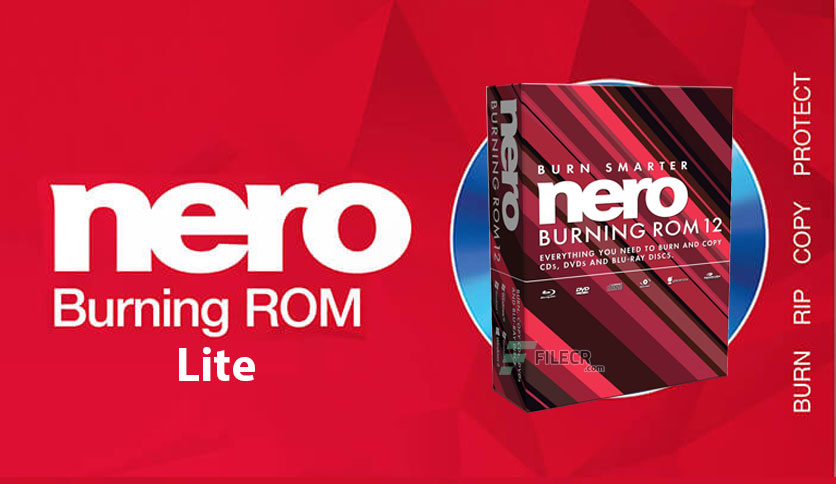 nero
Burning ROM
Lite
nero
BURNING ROM 12
BURN SMARTER
nero
BURNING ROM 12
EVERYTHING YOU NEED TO BURN AND COPY
CDs, DVDs AND BLU-RAY DISCS.
FILECR
.com
BURN RIP COPY PROTECT